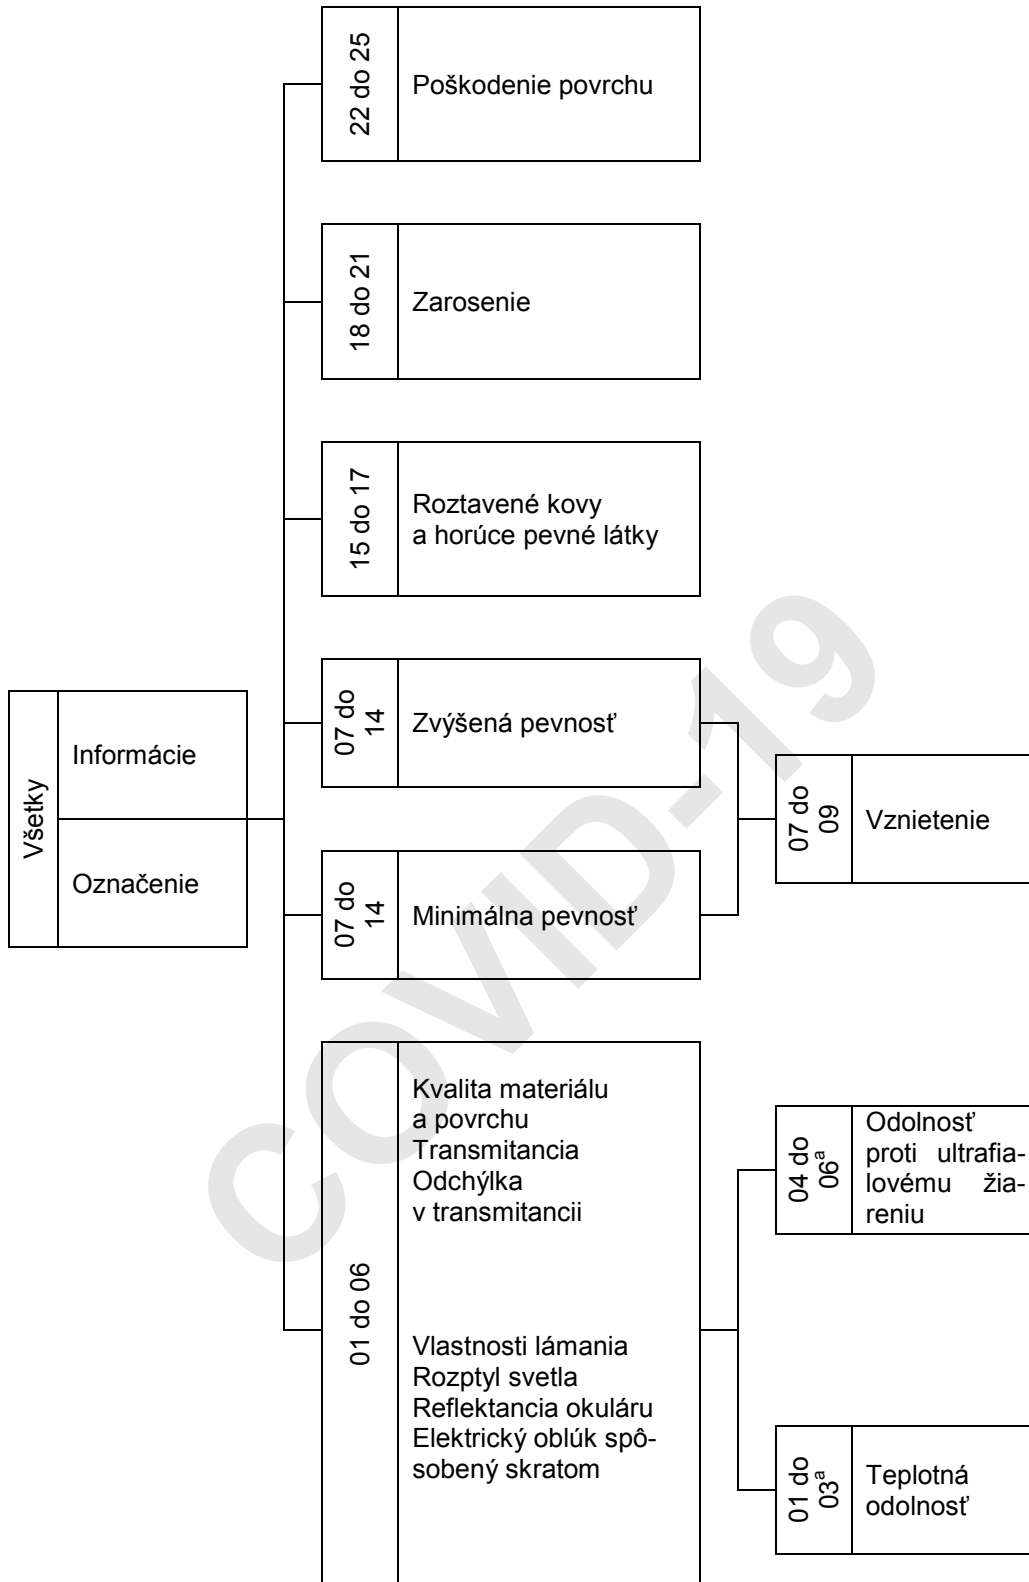 22 do 25
Poškodenie povrchu
18 do 21
Zarosenie
15 do 17
Roztavené kovy
a horúce pevné látky
Všetky
Informácie
Označenie
07 do
14
Zvýšená pevnosť
07 do
14
Minimálna pevnosť
07 do
09
Vznietenie
01 do 06
Kvalita materiálu
a povrchu
Transmitancia
Odchýlka
v transmitancii
Vlastnosti lámania
Rozptyl svetla
Reflektancia okuláru
Elektrický oblúk spô-
sobený skratom
04 do
06ª
Odolnosť
proti ultrafia-
lovému žia-
reniu
01 do
03ª
Teplotná
odolnosť
COVID-19